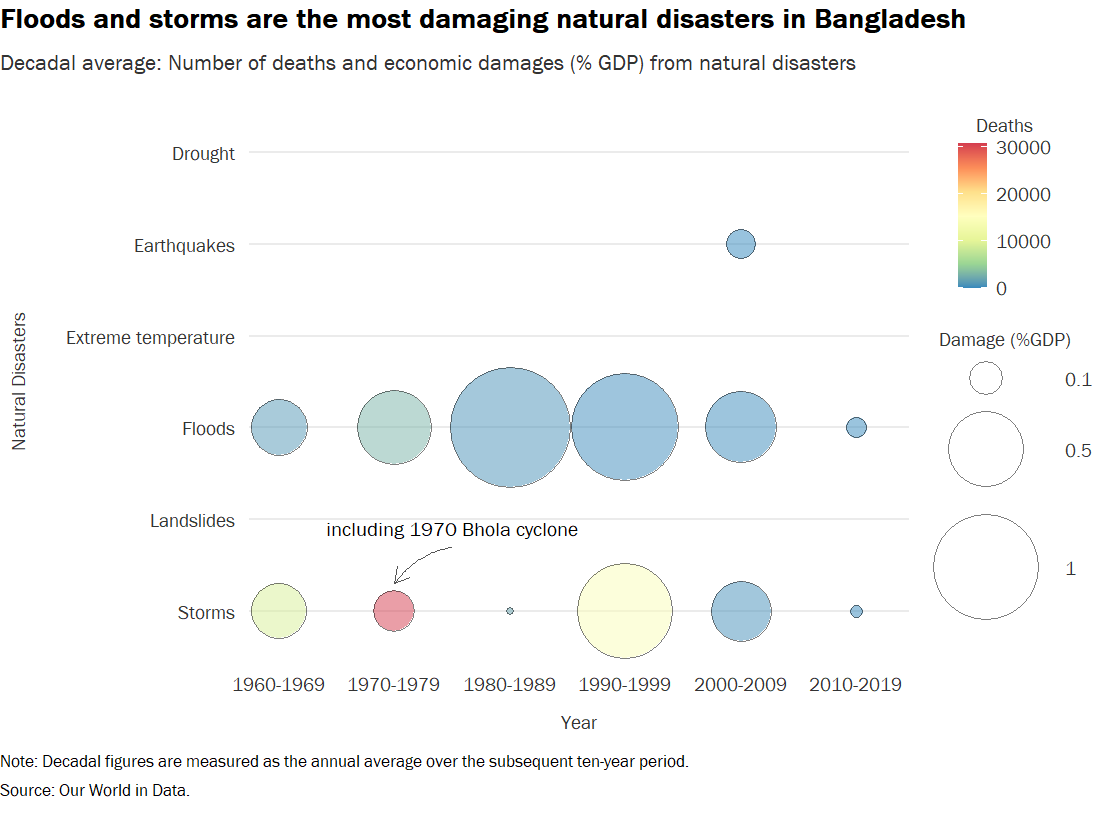 Floods and storms are the most damaging natural disasters in Bangladesh
Decadal average: Number of deaths and economic damages (% GDP) from natural disasters
Deaths
30000
20000
10000
0
Damage (%GDP)
0.1
0.5
1
Natural Disasters
Drought
Earthquakes
Extreme temperature
Floods
Landslides
including 1970 Bhola cyclone
Storms
1960-1969 1970-1979 1980-1989 1990-1999 2000-2009 2010-2019
Year
Note: Decadal figures are measured as the annual average over the subsequent ten-year period.
Source: Our World in Data.